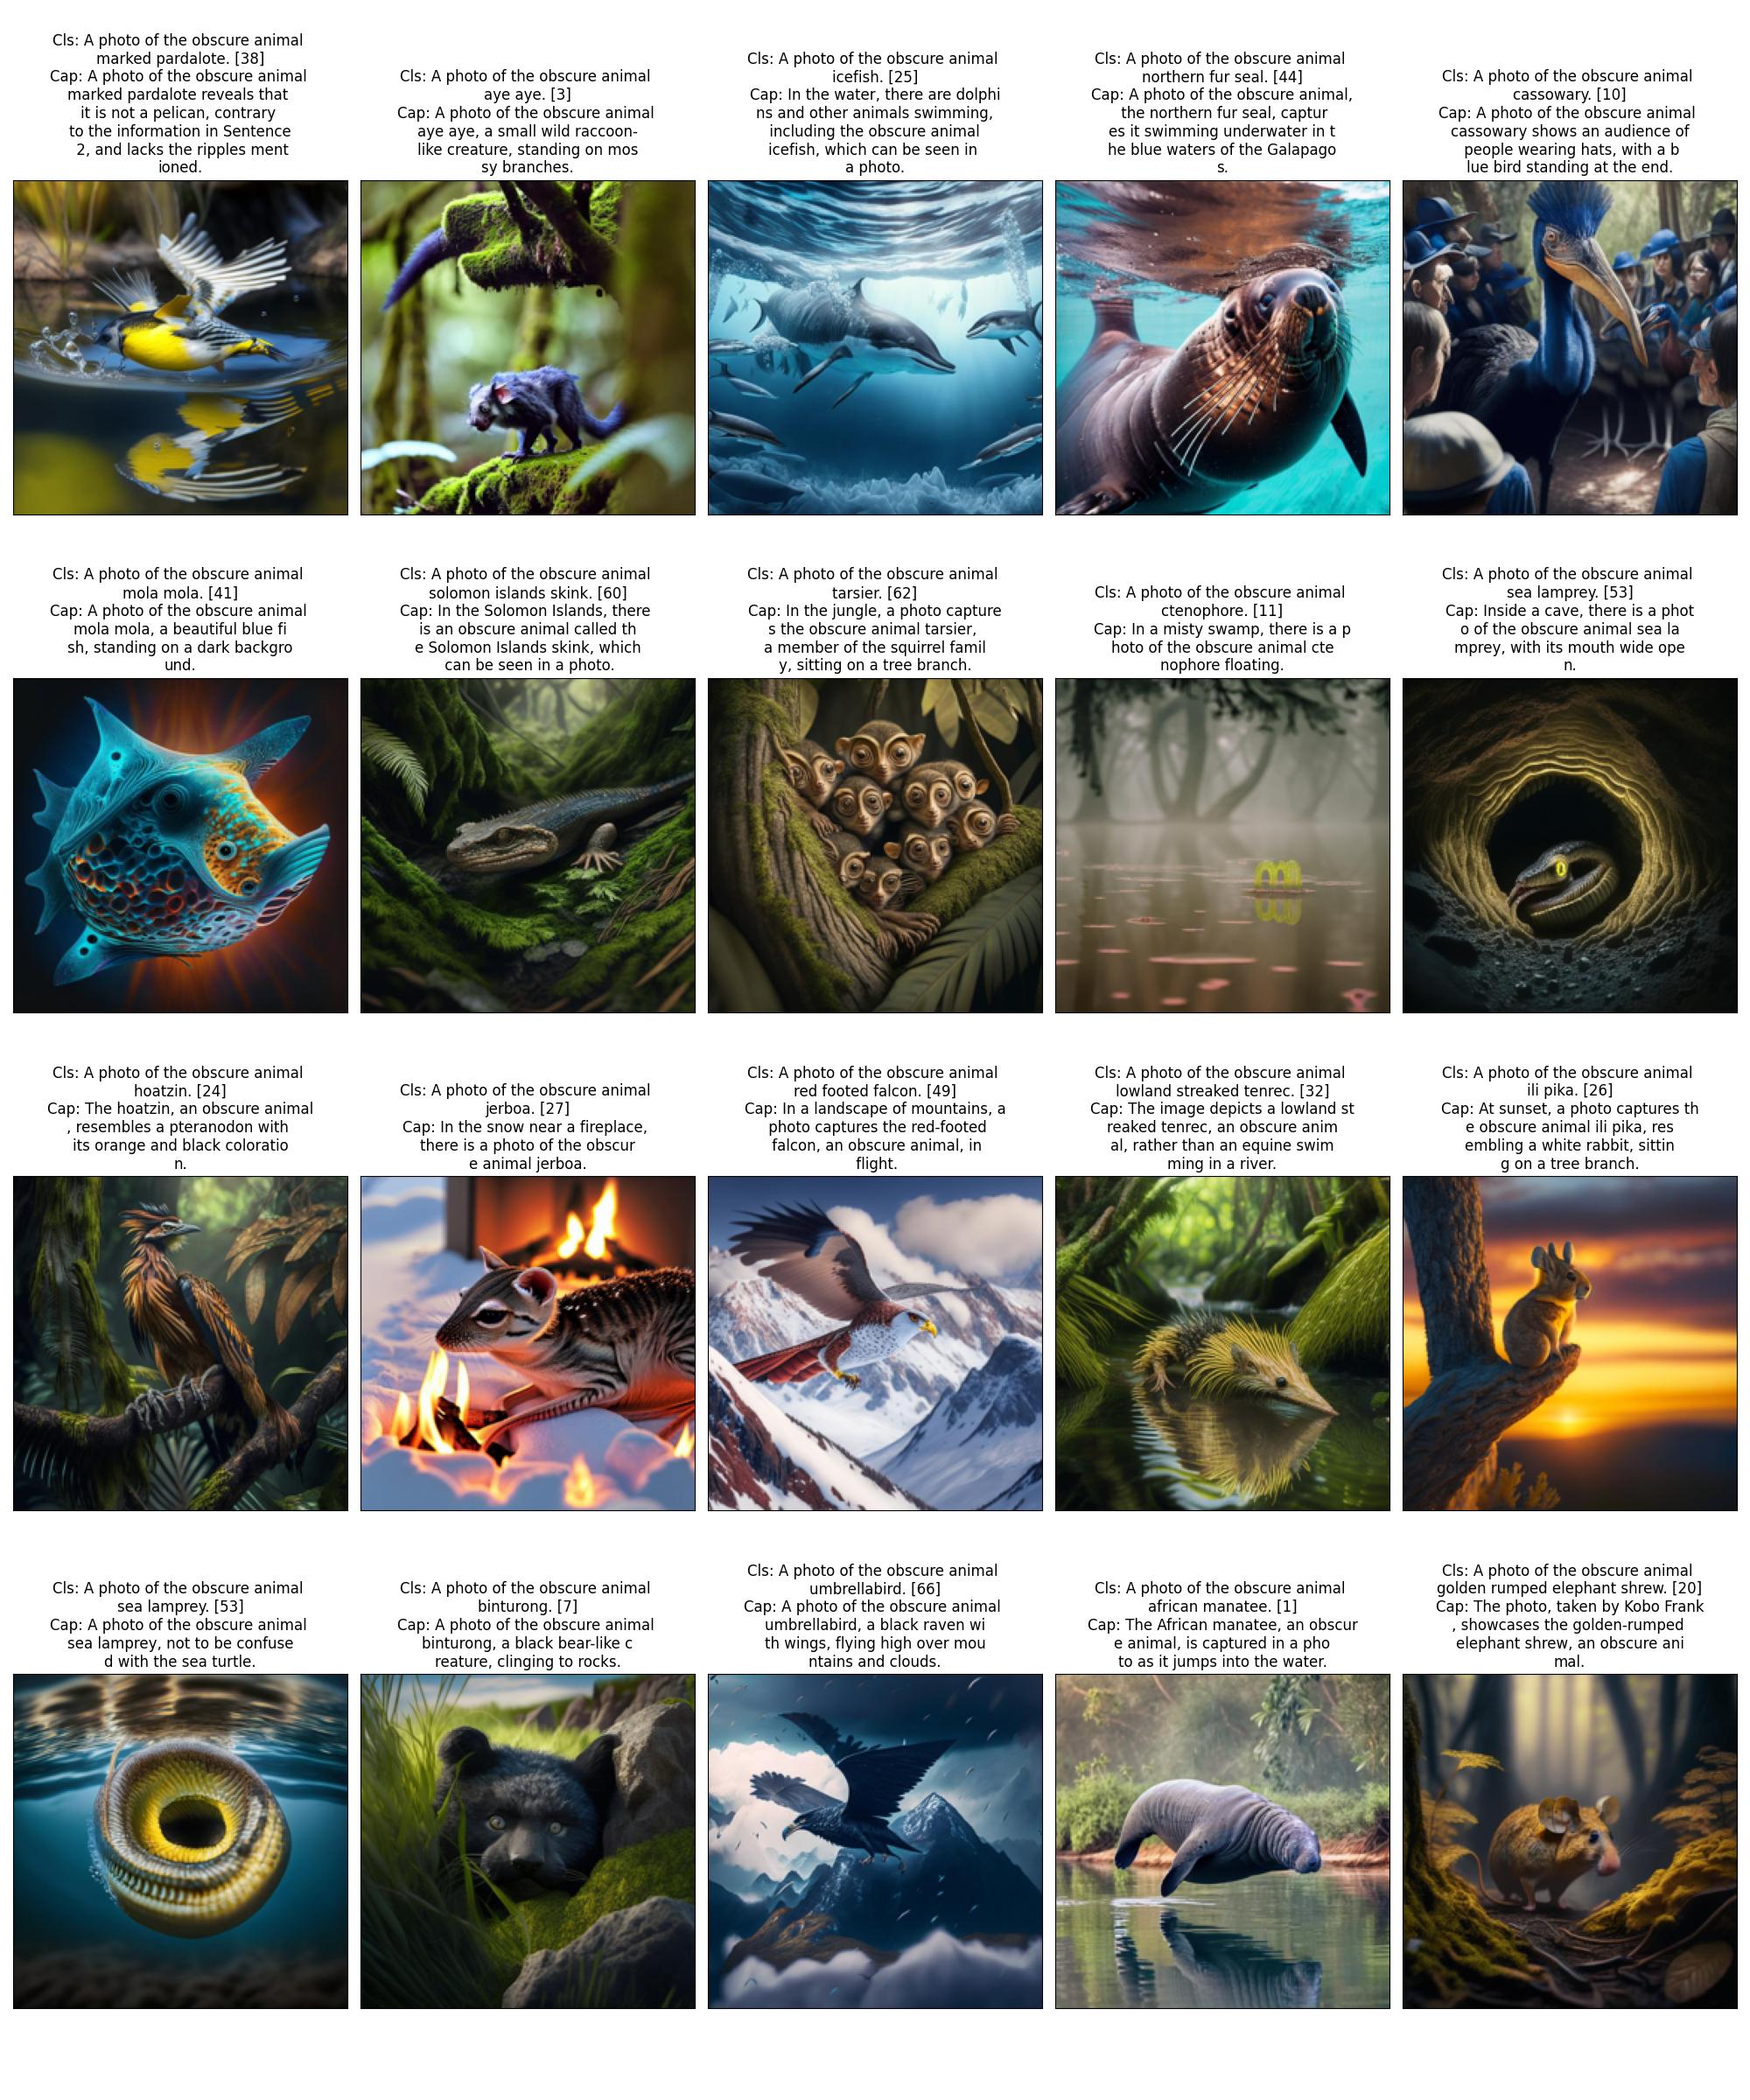 Cls: A photo of the obscure animal
marked pardalote. [38]
Cap: A photo of the obscure animal
marked pardalote reveals that
it is not a pelican, contrary
to the information in Sentence
2, and lacks the ripples ment
ioned.
Cls: A photo of the obscure animal
aye aye. [3]
Cap: A photo of the obscure animal
aye aye, a small wild raccoon-
like creature, standing on mos
sy branches.
Cls: A photo of the obscure animal
icefish. [25]
Cap: In the water, there are dolphi
ns and other animals swimming,
including the obscure animal
icefish, which can be seen in
a photo.
Cls: A photo of the obscure animal
northern fur seal. [44]
Cap: A photo of the obscure animal,
the northern fur seal, captur
es it swimming underwater in t
he blue waters of the Galapago
s.
Cls: A photo of the obscure animal
cassowary. [10]
Cap: A photo of the obscure animal
cassowary shows an audience of
people wearing hats, with a b
lue bird standing at the end.
Cls: A photo of the obscure animal
mola mola. [41]
Cap: A photo of the obscure animal
mola mola, a beautiful blue fi
sh, standing on a dark backgro
und.
Cls: A photo of the obscure animal
solomon islands skink. [60]
Cap: In the Solomon Islands, there
is an obscure animal called th
e Solomon Islands skink, which
can be seen in a photo.
Cls: A photo of the obscure animal
tarsier. [62]
Cap: In the jungle, a photo capture
s the obscure animal tarsier,
a member of the squirrel famil
y, sitting on a tree branch.
Cls: A photo of the obscure animal
ctenophore. [11]
Cap: In a misty swamp, there is a p
hoto of the obscure animal cte
nophore floating.
Cls: A photo of the obscure animal
sea lamprey. [53]
Cap: Inside a cave, there is a phot
o of the obscure animal sea la
mprey, with its mouth wide ope
n.
Cls: A photo of the obscure animal
hoatzin. [24]
Cap: The hoatzin, an obscure animal
, resembles a pteranodon with
its orange and black coloratio
n.
Cls: A photo of the obscure animal
jerboa. [27]
Cap: In the snow near a fireplace,
there is a photo of the obscur
e animal jerboa.
Cls: A photo of the obscure animal
red footed falcon. [49]
Cap: In a landscape of mountains, a
photo captures the red-footed
falcon, an obscure animal, in
flight.
Cls: A photo of the obscure animal
lowland streaked tenrec. [32]
Cap: The image depicts a lowland st
reaked tenrec, an obscure anim
al, rather than an equine swim
ming in a river.
Cls: A photo of the obscure animal
ili pika. [26]
Cap: At sunset, a photo captures th
e obscure animal ili pika, res
embling a white rabbit, sittin
g on a tree branch.
Cls: A photo of the obscure animal
sea lamprey. [53]
Cap: A photo of the obscure animal
sea lamprey, not to be confuse
d with the sea turtle.
Cls: A photo of the obscure animal
binturong. [7]
Cap: A photo of the obscure animal
binturong, a black bear-like c
reature, clinging to rocks.
Cls: A photo of the obscure animal
umbrellabird. [66]
Cap: A photo of the obscure animal
umbrellabird, a black raven wi
th wings, flying high over mou
ntains and clouds.
Cls: A photo of the obscure animal
african manatee. [1]
Cap: The African manatee, an obscur
e animal, is captured in a pho
to as it jumps into the water.
Cls: A photo of the obscure animal
golden rumped elephant shrew. [20]
Cap: The photo, taken by Kobo Frank
, showcases the golden-rumped
elephant shrew, an obscure ani
mal.